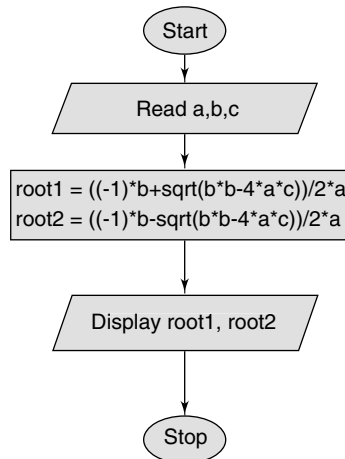 Start
Read a,b,c
root1 = ((-1)*b+sqrt(b*b-4*a*c))/2*a
root2 = ((-1)*b-sqrt(b*b-4*a*c))/2*a
Display root1, root2
Stop